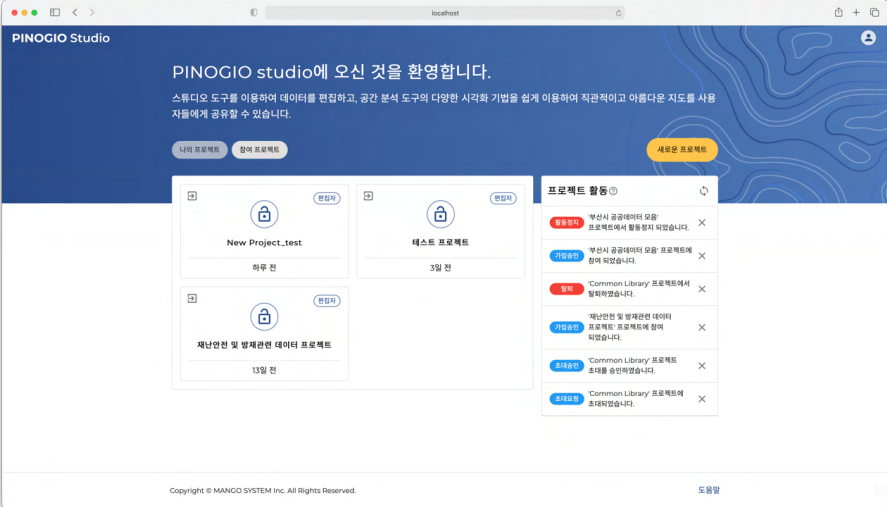 localhost
PINOGIO Studio
PINOGIO studio에 오신 것을 환영합니다.
스튜디오 도구를 이용하여 데이터를 편집하고, 공간 분석 도구의 다양한 시각화 기법을 쉽게 이용하여 직관적이고 아름다운 지도를 사용
자들에게 공유할 수 있습니다.
나의 프로젝트
참여 프로젝트
새로운 프로젝트
편집자
New Project_test
하루 전
편집자
테스트 프로젝트
3일 전
편집자
재난안전 및 방재관련 데이터 프로젝트
13일 전
프로젝트 활동
활동정지
'부산시 공공데이터 모음'
프로젝트에서 활동정지 되었습니다.
가입승인
'부산시 공공데이터 모음' 프로젝트에
참여 되었습니다.
탈퇴
'Common Library' 프로젝트에서
탈퇴하였습니다.
가입승인
'재난안전 및 방재관련 데이터
프로젝트' 프로젝트에 참여
되었습니다.
초대승인
'Common Library' 프로젝트
초대를 승인하였습니다.
초대요청
'Common Library' 프로젝트에
초대되었습니다.
Copyright © MANGO SYSTEM Inc. All Rights Reserved.
도움말